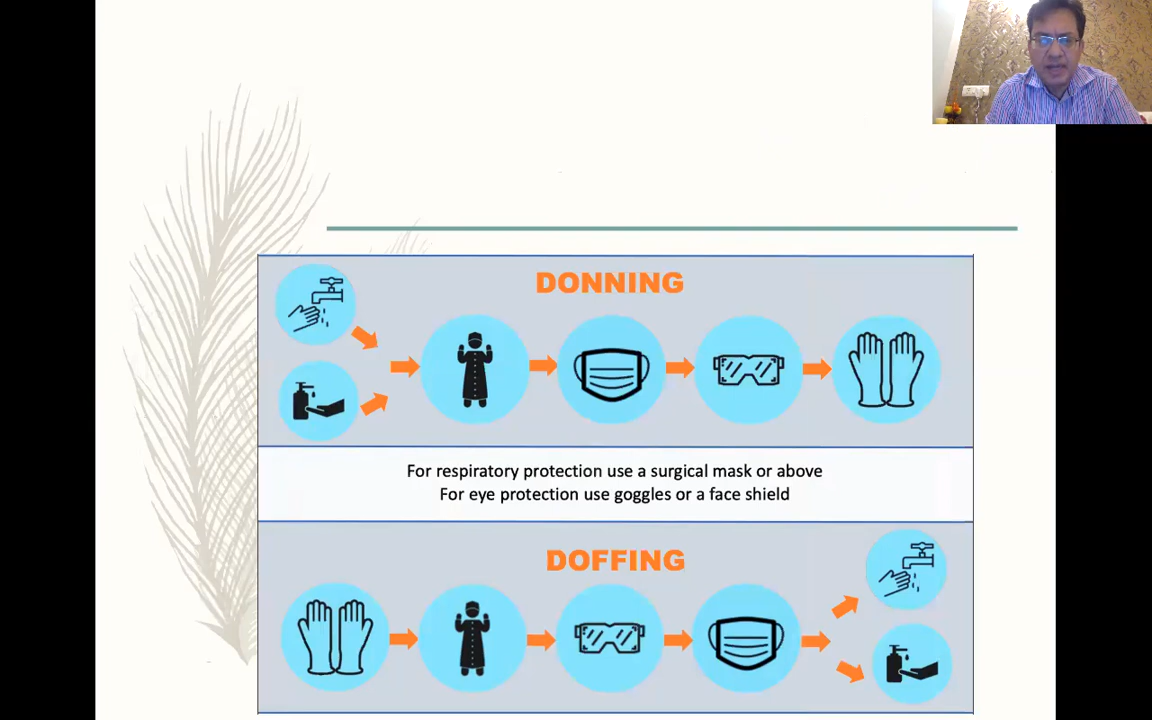 DONNING
For respiratory protection use a surgical mask or above
For eye protection use goggles or a face shield
DOFFING